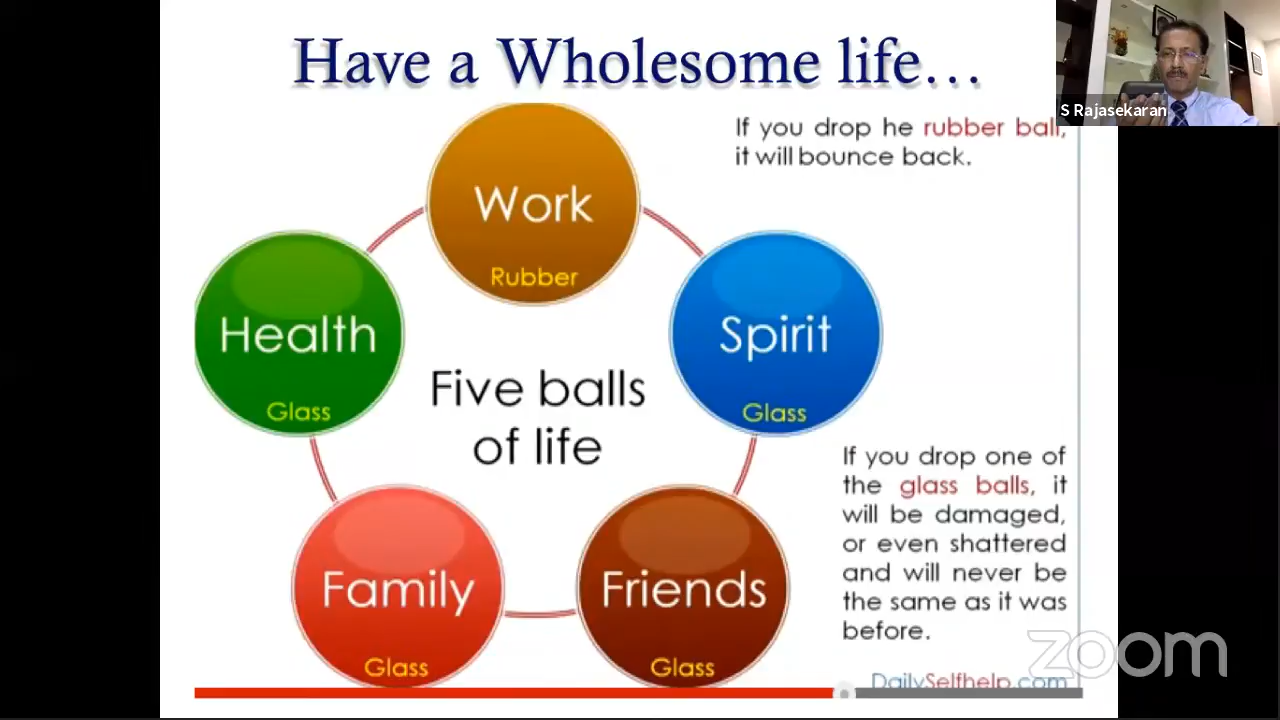 Have a Wholesome life...
S Rajasekaran
If you drop he rubber ball,
it will bounce back.
Work
Rubber
Health
Glass
Spirit
Glass
Five balls
of life
Family
Glass
Friends
Glass
If you drop one of
the glass balls, it
will be damaged,
or even shattered
and will never be
the same as it was
before.
zoom
DailySelfhelp.com